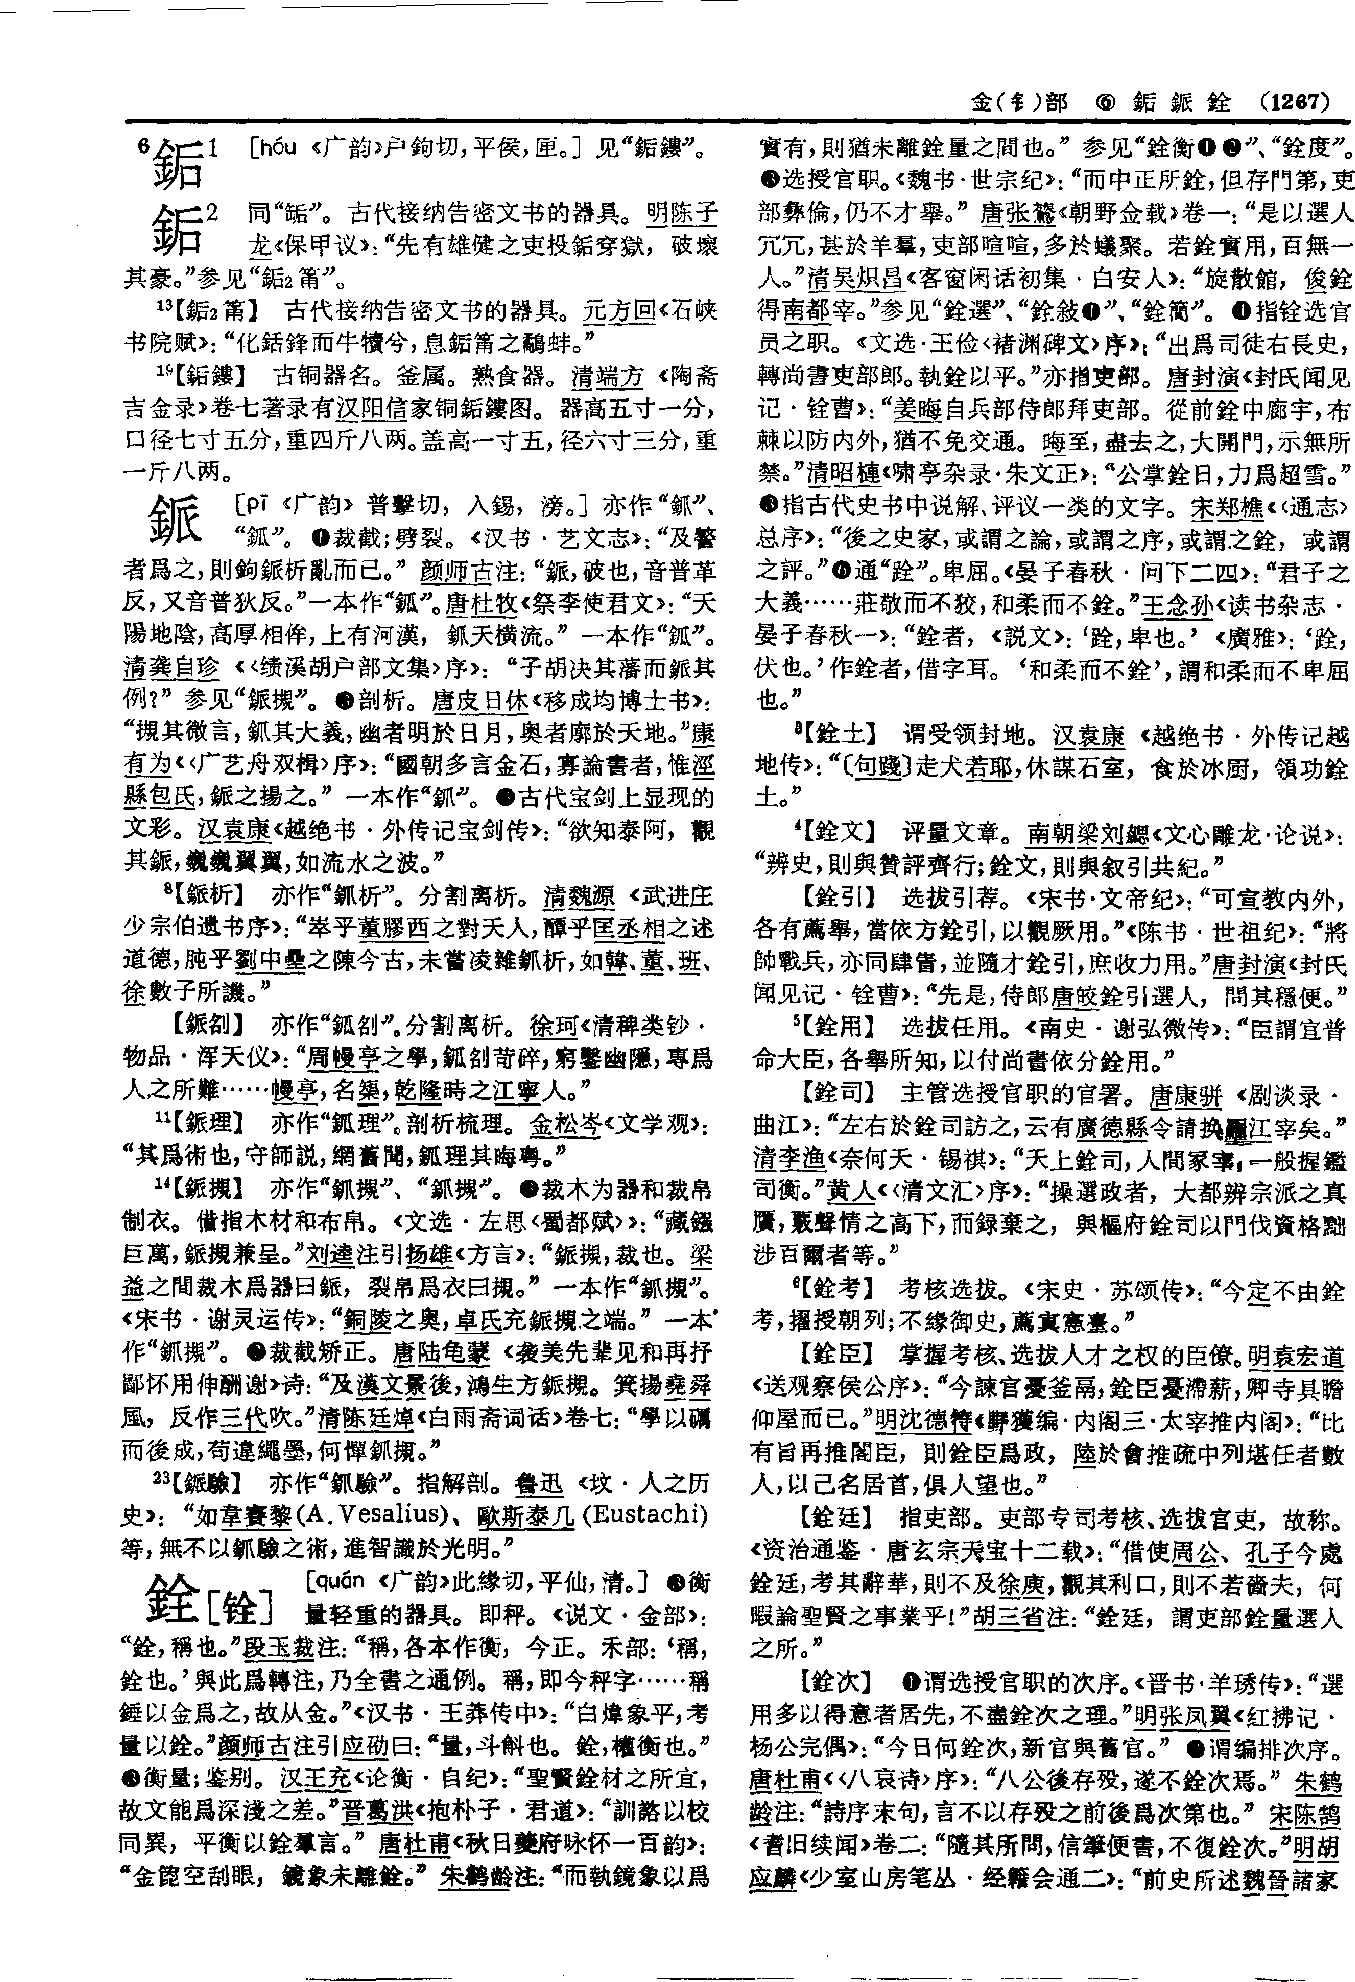 金(钅)部 ⑥ 鉐 鈲 銓 (1267)
6 銗1 [hóu 《广韵》户鉤切,平侯,匣。] 见“銗鏤”。
銗2 同“缿”。古代接纳告密文书的器具。明陈子
龙《保甲议》:“先有雄健之吏投銗穿獄, 破壞
其豪。”参见“銗2筩”。
13【銗2筩】 古代接纳告密文书的器具。元方回《石峡
书院赋》:“化銛鋒而牛犢兮,息銗筩之鷸蚌。”
19【銗鏤】 古铜器名。釜属。熟食器。清端方《陶斋
吉金录》卷七著录有汉阳信家铜銗鏤图。器高五寸一分,
口径七寸五分,重四斤八两。盖高一寸五,径六寸三分,重
一斤八两。
鈲 [pī 《广韵》 普擊切, 入錫, 滂。] 亦作“釽”、
“鈲”。 ❶裁截;劈裂。《汉书·艺文志》:“及警
者爲之,則鉤鎃析亂而已。” 颜师古注:“鎃,破也,音普革
反,又音普狄反。”一本作“鈲”。唐杜牧《祭李使君文》:“天
陽地陰,高厚相侔,上有河漢, 鈲天横流。” 一本作“鈲”。
清龚自珍《〈绩溪胡户部文集〉序》: “子胡决其藩而鎃其
例?” 参见“鎃摫”。 ❷剖析。唐皮日休《移成均博士书》:
“摫其微言,釽其大義,幽者明於日月,奥者廓於天地。”康
有为《〈广艺舟双楫〉序》:“國朝多言金石,寡論書者,惟涇
縣包氏,鎃之揚之。” 一本作“釽”。 ❸古代宝剑上显现的
文彩。汉袁康《越绝书·外传记宝剑传》:“欲知泰阿, 觀
其鎃,巍巍翼翼,如流水之波。”
8【鎃析】 亦作“釽析”。分割离析。清魏源《武进庄
少宗伯遗书序》:“崒乎董膠西之對天人,醰乎匡丞相之述
道德,肫乎劉中壘之陳今古,未嘗凌雜釽析,如韓、董、班、
徐數子所譏。”
【鎃刽】 亦作“鈲刽”。分割离析。徐珂《清稗类钞·
物品·浑天仪》:“周幔亭之學,鈲刽苛碎,窮鑿幽隱,專爲
人之所難……幔亭,名榘,乾隆時之江寧人。”
11【鎃理】 亦作“鈲理”。剖析梳理。金松岑《文学观》:
“其爲術也,守師説,網舊聞,鈲理其晦粤。”
14【鎃摫】 亦作“釽摫”、“釽摫”。 ❶裁木为器和裁帛
制衣。借指木材和布帛。《文选·左思〈蜀都赋〉》:“藏鏹
巨萬,鎃摫兼呈。”刘逵注引扬雄《方言》:“鎃摫,裁也。梁
益之間裁木爲器曰鎃, 裂帛爲衣曰摫。” 一本作“釽摫”。
《宋书·谢灵运传》:“銅陵之奥,卓氏充鎃摫之端。” 一本
作“釽摫”。 ❷裁截矫正。唐陆龟蒙《袭美先辈见和再抒
鄙怀用伸酬谢》诗:“及漢文景後,鴻生方鎃摫。箕揚堯舜
風, 反作三代吹。”清陈廷焯《白雨斋词话》卷七:“學以礪
而後成,苟違繩墨,何憚釽摫。”
23【鎃驗】 亦作“釽驗”。指解剖。鲁迅《坟·人之历
史》: “如韋賽黎(A.Vesalius)、歐斯泰几(Eustachi)
等,無不以釽驗之術,進智識於光明。”
銓[铨] [quán 《广韵》此缘切,平仙,清。] ❶衡
量轻重的器具。即秤。《说文·金部》:
“銓,稱也。”段玉裁注:“稱,各本作衡, 今正。禾部:‘稱,
銓也。’與此爲轉注,乃全書之通例。稱,即今秤字……稱
錘以金爲之,故从金。”《汉书·王莽传中》:“白煒象平,考
量以銓。”颜师古注引应劭曰:“量,斗斛也。銓,權衡也。”
❷衡量;鉴别。汉王充《论衡·自纪》:“聖賢銓材之所宜,
故文能爲深淺之差。”晋葛洪《抱朴子·君道》:“訓誥以校
同異, 平衡以銓羣言。” 唐杜甫《秋日夔府咏怀一百韵》:
“金篦空刮眼, 鏡象未離銓。” 朱鹤龄注:“而執鏡象以爲
實有,則猶未離銓量之間也。” 参见“銓衡❶❷”、“銓度”。
❸选授官职。《魏书·世宗纪》:“而中正所銓,但存門第,吏
部彝倫,仍不才舉。” 唐张鷟《朝野佥载》卷一:“是以選人
冗冗,甚於羊羣,吏部喧喧,多於蟻聚。若銓實用,百無一
人。”清吴炽昌《客窗闲话初集·白安人》:“旋散館, 俊銓
得南都宰。”参见“銓選”、“銓敍❶”、“銓簡”。 ❹指铨选官
员之职。《文选·王俭〈褚渊碑文〉序》:“出爲司徒右長史,
轉尚書吏部郎。執銓以平。”亦指吏部。唐封演《封氏闻见
记·铨曹》:“姜晦自兵部侍郎拜吏部。從前銓中廊宇,布
棘以防内外,猶不免交通。晦至,盡去之,大開門,示無所
禁。”清昭槤《啸亭杂录·朱文正》:“公掌銓日,力爲超雪。”
❺指古代史书中说解、评议一类的文字。宋郑樵《〈通志〉
总序》:“後之史家,或謂之論,或謂之序,或謂之銓, 或謂
之評。”❻通“跧”。卑屈。《晏子春秋·问下二四》:“君子之
大義……莊敬而不狡,和柔而不銓。”王念孙《读书杂志·
晏子春秋一》:“銓者,《説文》:‘跧,卑也。’《廣雅》:‘跧,
伏也。’作銓者,借字耳。‘和柔而不銓’,謂和柔而不卑屈
也。”
3【銓土】 谓受领封地。汉袁康《越绝书·外传记越
地传》:“〔句踐〕走犬若耶,休謀石室, 食於冰厨, 領功銓
土。”
4【銓文】 评量文章。南朝梁刘勰《文心雕龙·论说》:
“辨史,則與贊評齊行;銓文,則與敘引共紀。”
【銓引】 选拔引荐。《宋书·文帝纪》:“可宣教内外,
各有薦舉,當依方銓引,以觀厥用。”《陈书·世祖纪》:“將
帥戰兵,亦同肆眚,並隨才銓引,庶收力用。”唐封演《封氏
闻见记·铨曹》:“先是,侍郎唐皎銓引選人, 問其穩便。”
5【銓用】 选拔任用。《南史·谢弘微传》:“臣謂宜普
命大臣,各舉所知,以付尚書依分銓用。”
【銓司】 主管选授官职的官署。唐康骈《剧谈录·
曲江》:“左右於銓司訪之,云有廣德縣令請换羅江宰矣。”
清李渔《奈何天·锡祺》:“天上銓司,人間冢宰,一般握鑑
司衡。”黄人《〈清文汇〉序》:“操選政者, 大都辨宗派之真
贋,覈聲情之高下,而録棄之, 與樞府銓司以門伐資格黜
涉百爾者等。”
6【銓考】 考核选拔。《宋史·苏颂传》:“今定不由銓
考,擢授朝列;不緣御史,薦寘憲臺。”
【銓臣】 掌握考核、选拔人才之权的臣僚。明袁宏道
《送观察侯公序》:“今諫官憂釜鬲,銓臣憂滯薪,卿寺具瞻
仰屋而已。”明沈德符《野獲编·内阁三·太宰推内阁》:“比
有旨再推閣臣, 則銓臣爲政, 陸於會推疏中列堪任者數
人,以己名居首,俱人望也。”
【銓廷】 指吏部。吏部专司考核、选拔官吏, 故称。
《资治通鉴·唐玄宗天宝十二载》:“借使周公、孔子今處
銓廷,考其辭華,則不及徐庾,觀其利口,則不若嗇夫, 何
暇論聖賢之事業乎!”胡三省注:“銓廷, 謂吏部銓量選人
之所。”
【銓次】 ❶谓选授官职的次序。《晋书·羊琇传》:“選
用多以得意者居先,不盡銓次之理。”明张凤翼《红拂记·
杨公完偶》:“今日何銓次,新官與舊官。” ❷谓编排次序。
唐杜甫《〈八哀诗〉序》:“八公後存殁,遂不銓次焉。” 朱鹤
龄注:“詩序末句,言不以存殁之前後爲次第也。” 宋陈鹄
《耆旧续闻》卷二:“隨其所問,信筆便書,不復銓次。”明胡
应麟《少室山房笔丛·经籍会通二》:“前史所述魏晉諸家